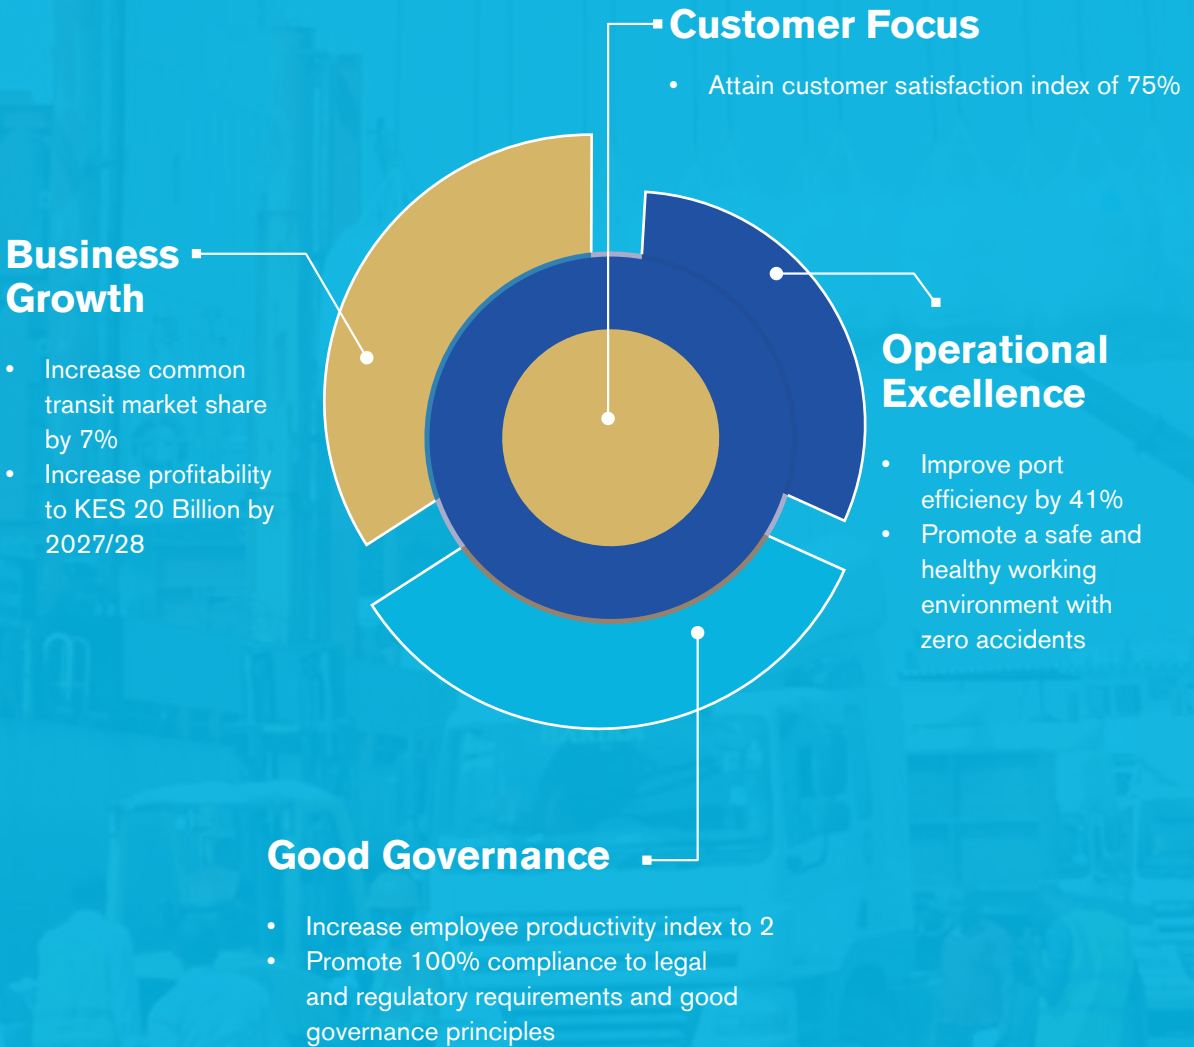 Customer Focus
• Attain customer satisfaction index of 75%
Business
Growth
• Increase common
transit market share
by 7%
• Increase profitability
to KES 20 Billion by
2027/28
Operational
Excellence
• Improve port
efficiency by 41%
• Promote a safe and
healthy working
environment with
zero accidents
Good Governance
• Increase employee productivity index to 2
• Promote 100% compliance to legal
and regulatory requirements and good
governance principles